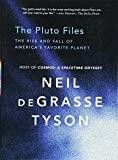 The Pluto Files
THE RISE AND FALL OF
AMERICA'S FAVORITE PLANET
HOST OF COSMOS: A SPACETIME ODYSSEY
NEIL
DEGRASSE
TYSON